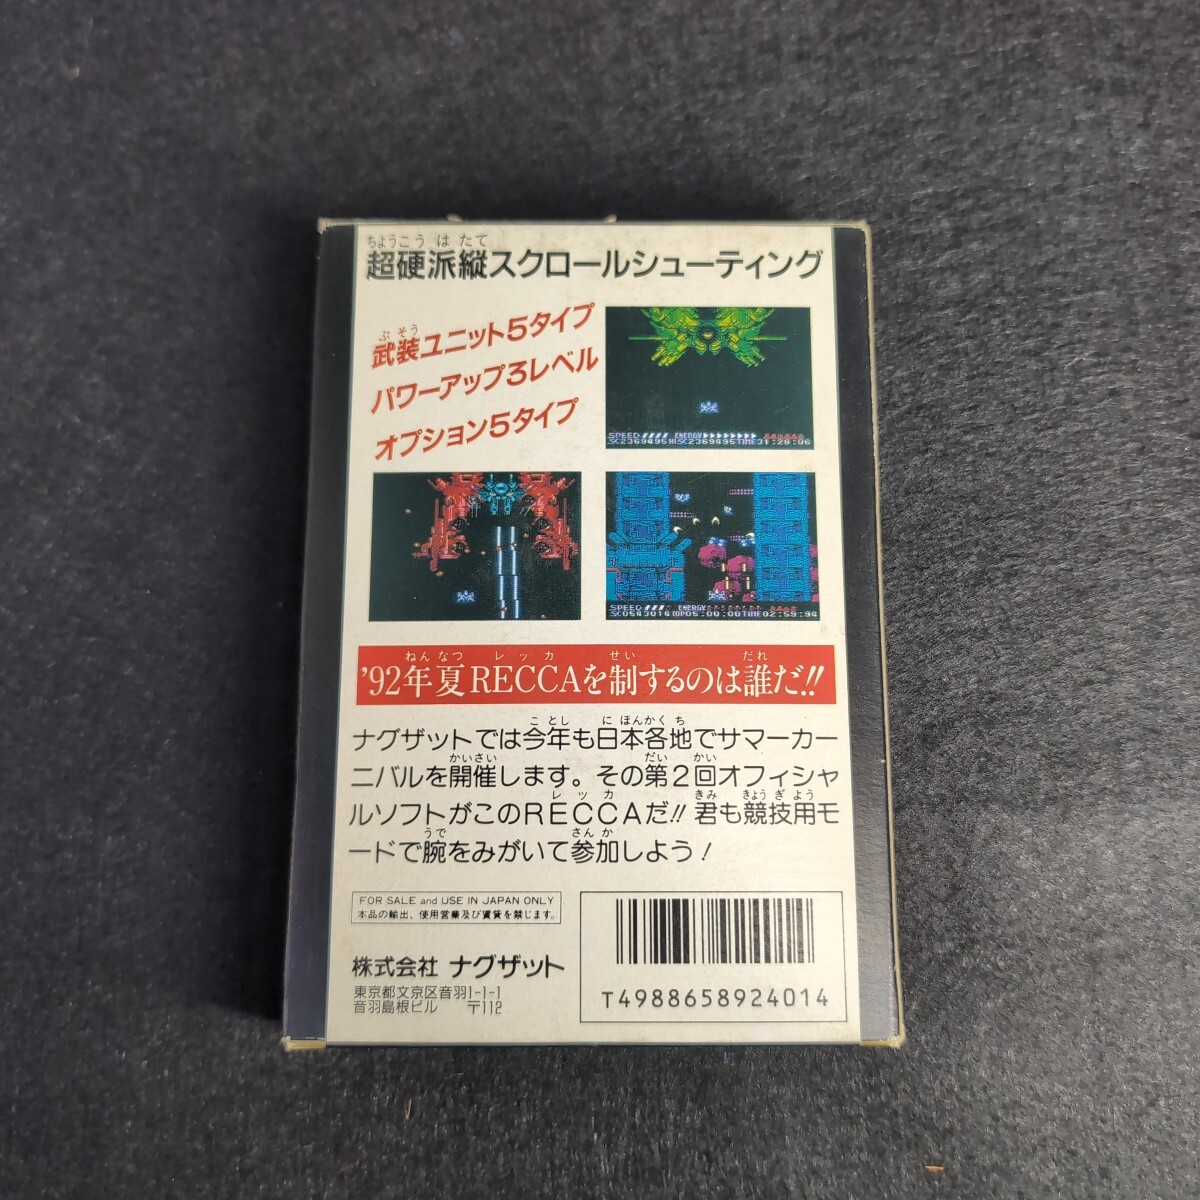 ちょうこう は たて
超硬派縦スクロールシューティング
ぶ そう
武装ユニット5タイプ
パワーアップ3レベル
オプション5タイプ
SPEED ENERGY
SC2369495HISC2369495TIME31:28:06
SPEED ENERGY
SC0543014TOP05:00.00TIME02:59:94
ねんなつ レッカ せい だれ
'92年夏RECCAを制するのは誰だ!!
ことし にほんかくち
ナグザットでは今年も日本各地でサマーカー
かいさい だい かい
ニバルを開催します。その第2回オフィシャ
レッカ きみ きょうぎよう
ルソフトがこのRECCAだ!! 君も競技用モ
うで さんか
ードで腕をみがいて参加しよう!
FOR SALE and USE IN JAPAN ONLY
本品の輸出、使用営業及び賃貸を禁じます。
株式会社 ナグザット
東京都文京区音羽1-1-1
音羽島根ビル 〒112
T4988658924014